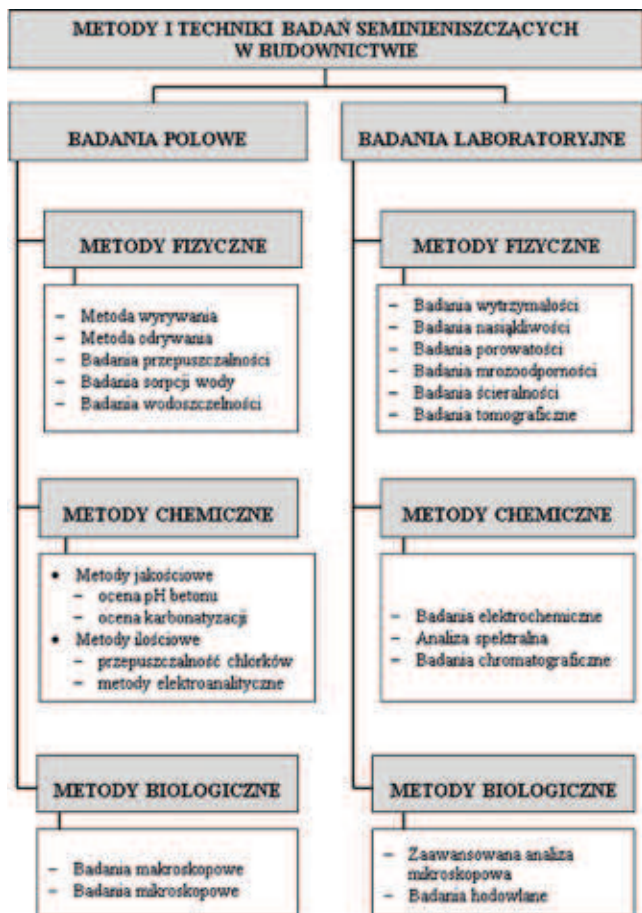 METODY I TECHNIKI BADAŃ SEMINIENISZCZĄCYCH
W BUDOWNICTWIE
BADANIA POLOWE
METODY FIZYCZNE
– Metoda wyrywania
– Metoda odrywania
– Badania przepuszczalności
– Badania sorpcji wody
– Badania wodoszczelności
METODY CHEMICZNE
• Metody jakościowe
– ocena pH betonu
– ocena karbonatyzacji
• Metody ilościowe
– przepuszczalność chlorków
– metody elektroanalityczne
METODY BIOLOGICZNE
– Badania makroskopowe
– Badania mikroskopowe
BADANIA LABORATORYJNE
METODY FIZYCZNE
– Badania wytrzymałości
– Badania nasiąkliwości
– Badania porowatości
– Badania mrozoodporności
– Badania ścieralności
– Badania tomograficzne
METODY CHEMICZNE
– Badania elektrochemiczne
– Analiza spektralna
– Badania chromatograficzne
METODY BIOLOGICZNE
– Zaawansowana analiza
mikroskopowa
– Badania hodowlane